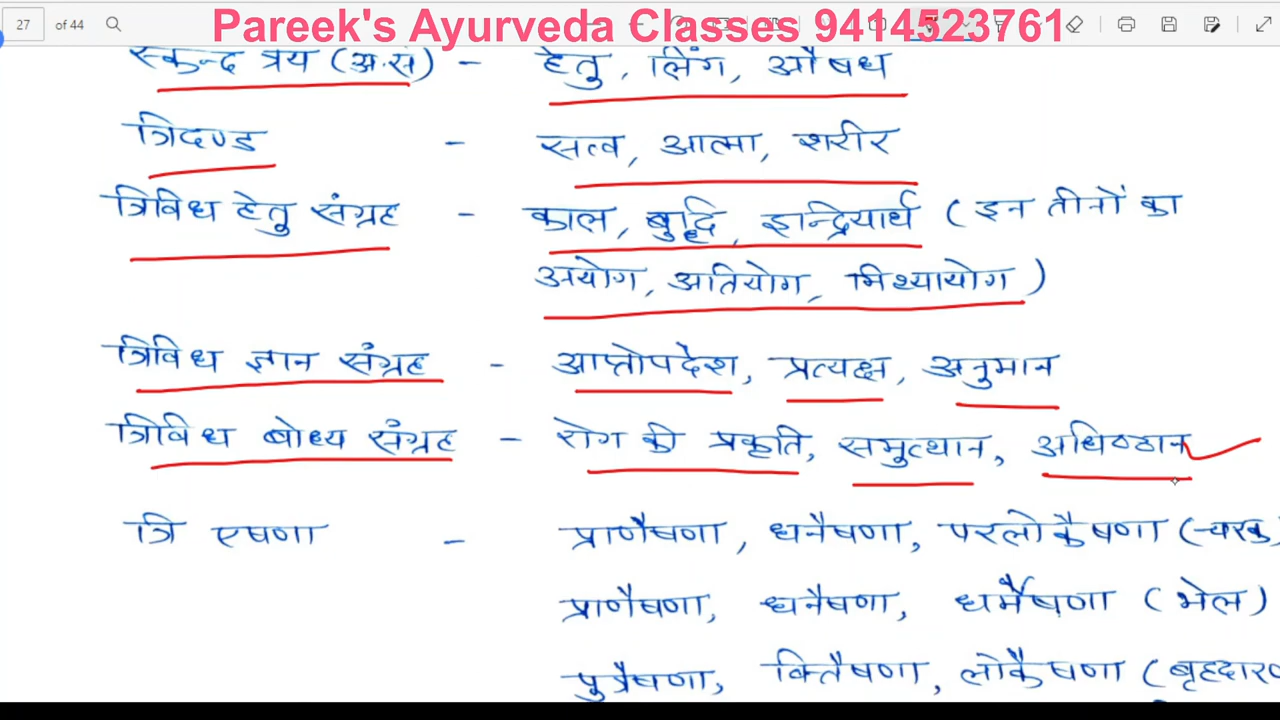 27 of 44
Pareek's Ayurveda Classes 9414523761
स्कन्द त्रय (अ.सं) - हेतु, लिंग, औषध
त्रिदण्ड - सत्व, आत्मा, शरीर
त्रिविध हेतु संग्रह - काल, बुद्धि, इन्द्रियार्थ (इन तीनों का
अयोग, अतियोग, मिथ्यायोग)
त्रिविध ज्ञान संग्रह - आप्तोपदेश, प्रत्यक्ष, अनुमान
त्रिविध बोध्य संग्रह - रोग की प्रकृति, समुत्थान, अधिष्ठान
त्रि एषणा - प्राणैषणा, धनैषणा, परलोकैषणा (चरक)
प्राणैषणा, धनैषणा, धर्मैषणा (भेल)
पुत्रैषणा, वित्तैषणा, लोकैषणा